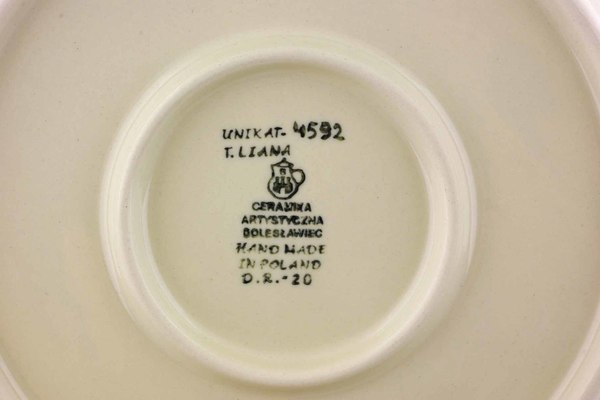 UNIKAT- 4592
T. LIANA
CERAMIKA
ARTYSTYCZNA
BOLESŁAWIEC
HAND MADE
IN POLAND
D.R.-20